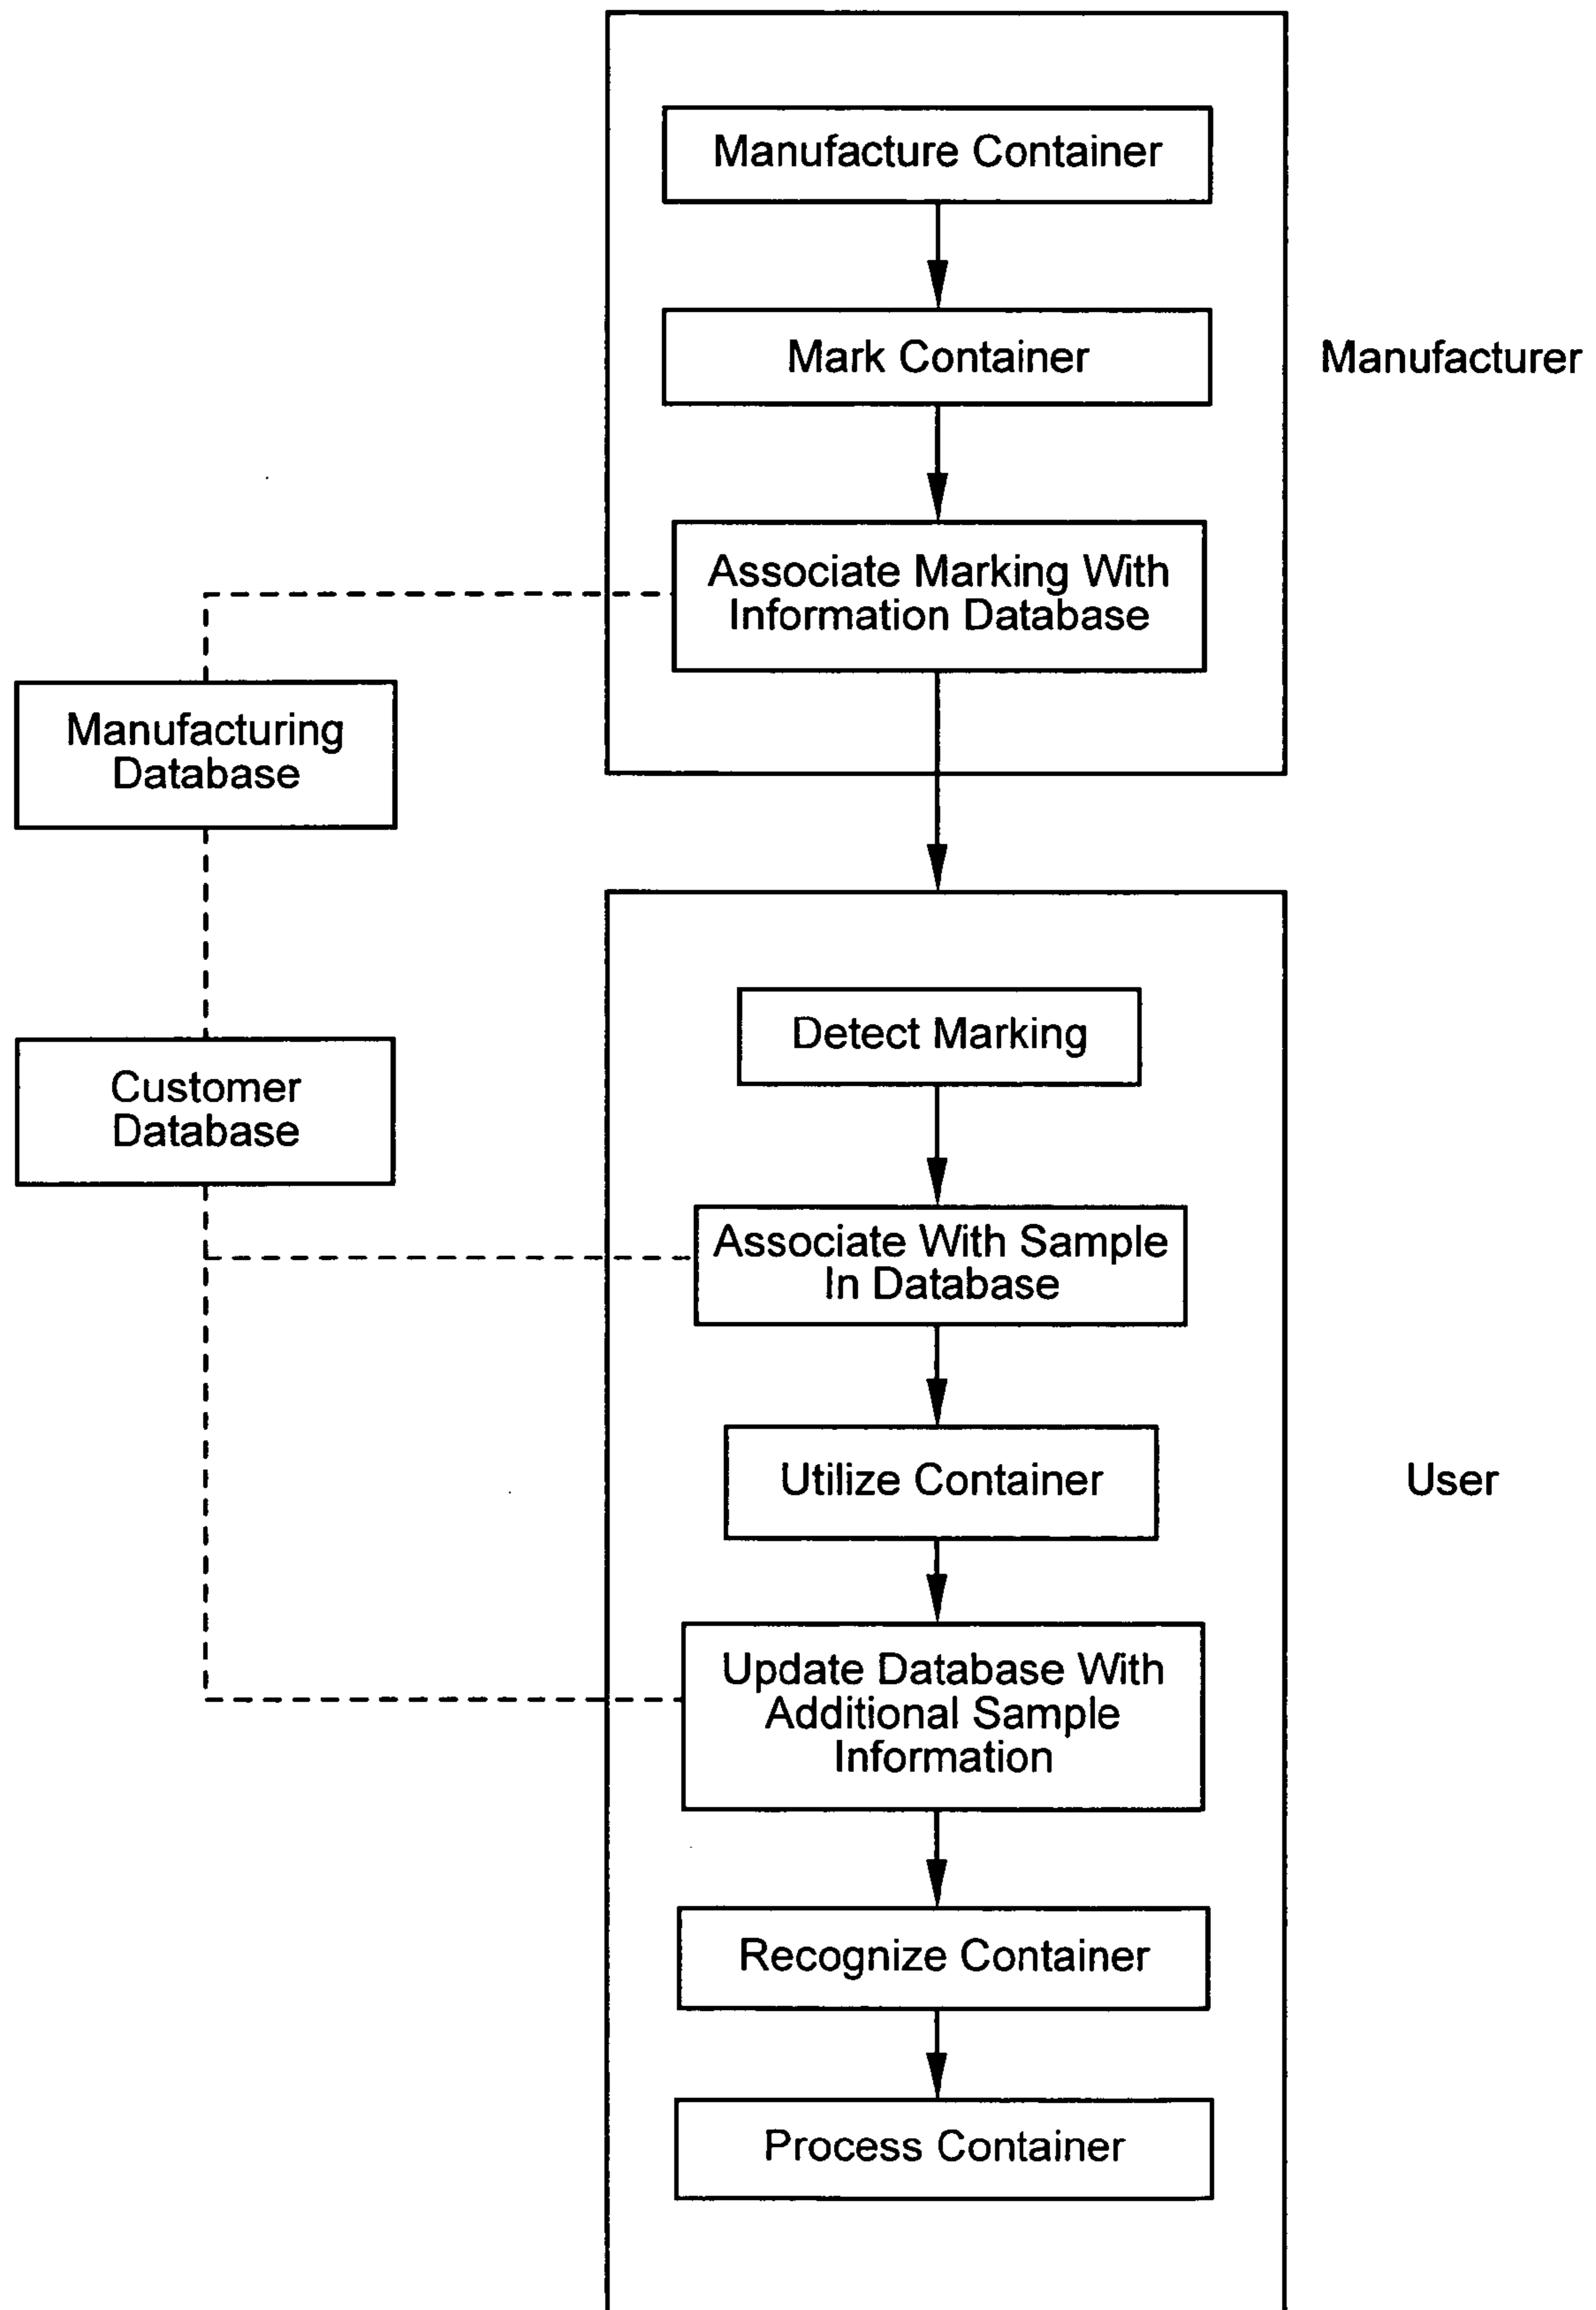 Manufacture Container
Mark Container
Manufacturer
Associate Marking With
Information Database
Manufacturing
Database
Detect Marking
Customer
Database
Associate With Sample
In Database
Utilize Container
User
Update Database With
Additional Sample
Information
Recognize Container
Process Container